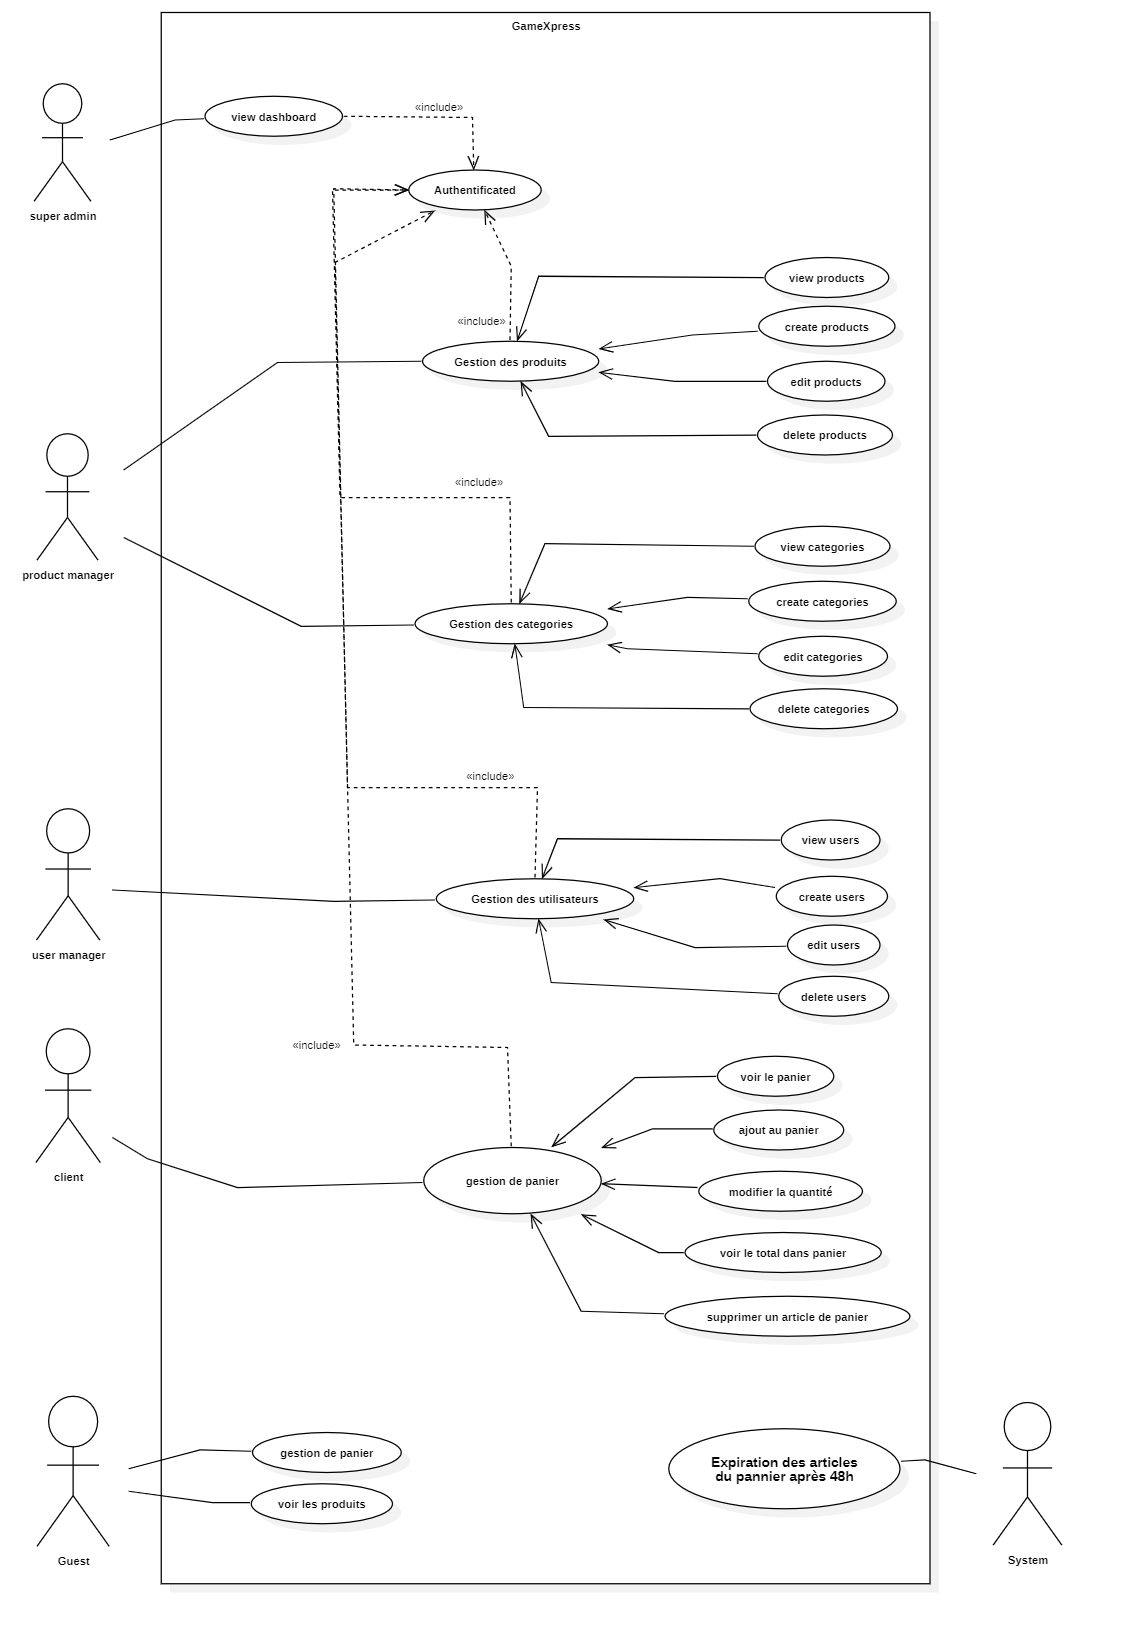 GameXpress
«include»
view dashboard
Authentificated
super admin
view products
«include»
create products
Gestion des produits
edit products
delete products
«include»
view categories
product manager
create categories
Gestion des categories
edit categories
delete categories
«include»
view users
create users
Gestion des utilisateurs
edit users
user manager
delete users
«include»
voir le panier
ajout au panier
client
gestion de panier
modifier la quantité
voir le total dans panier
supprimer un article de panier
gestion de panier
Expiration des articles
du pannier après 48h
voir les produits
Guest
System